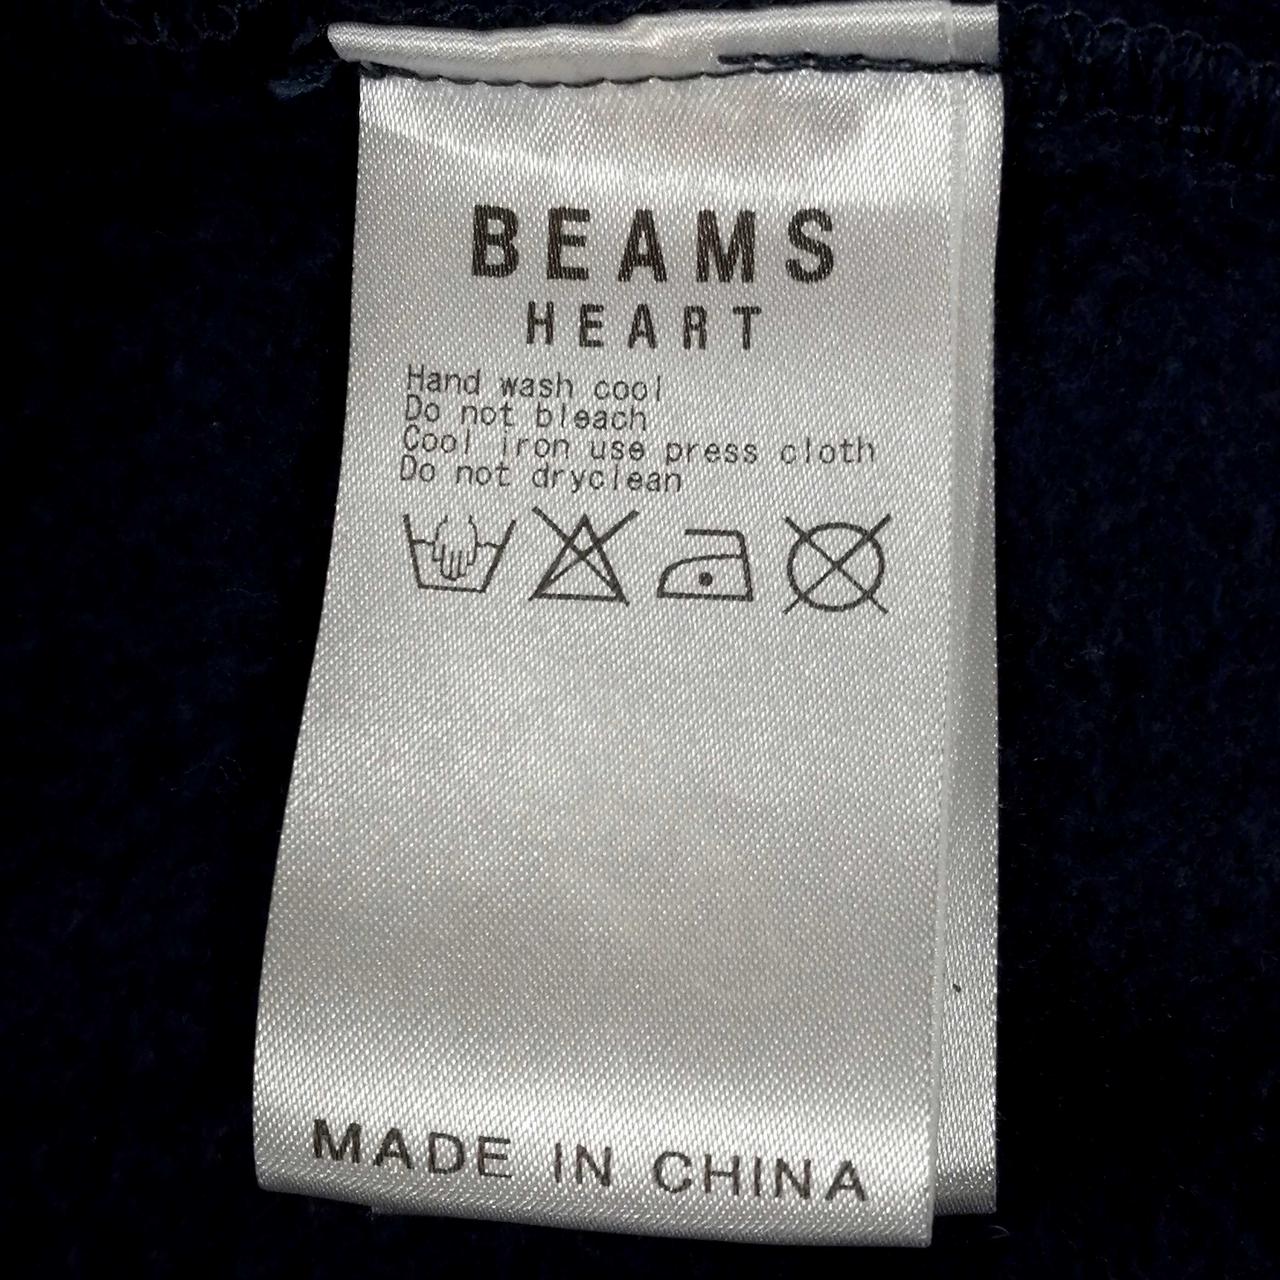 BEAMS
HEART
Hand wash cool
Do not bleach
Cool iron use press cloth
Do not dryclean
MADE IN CHINA